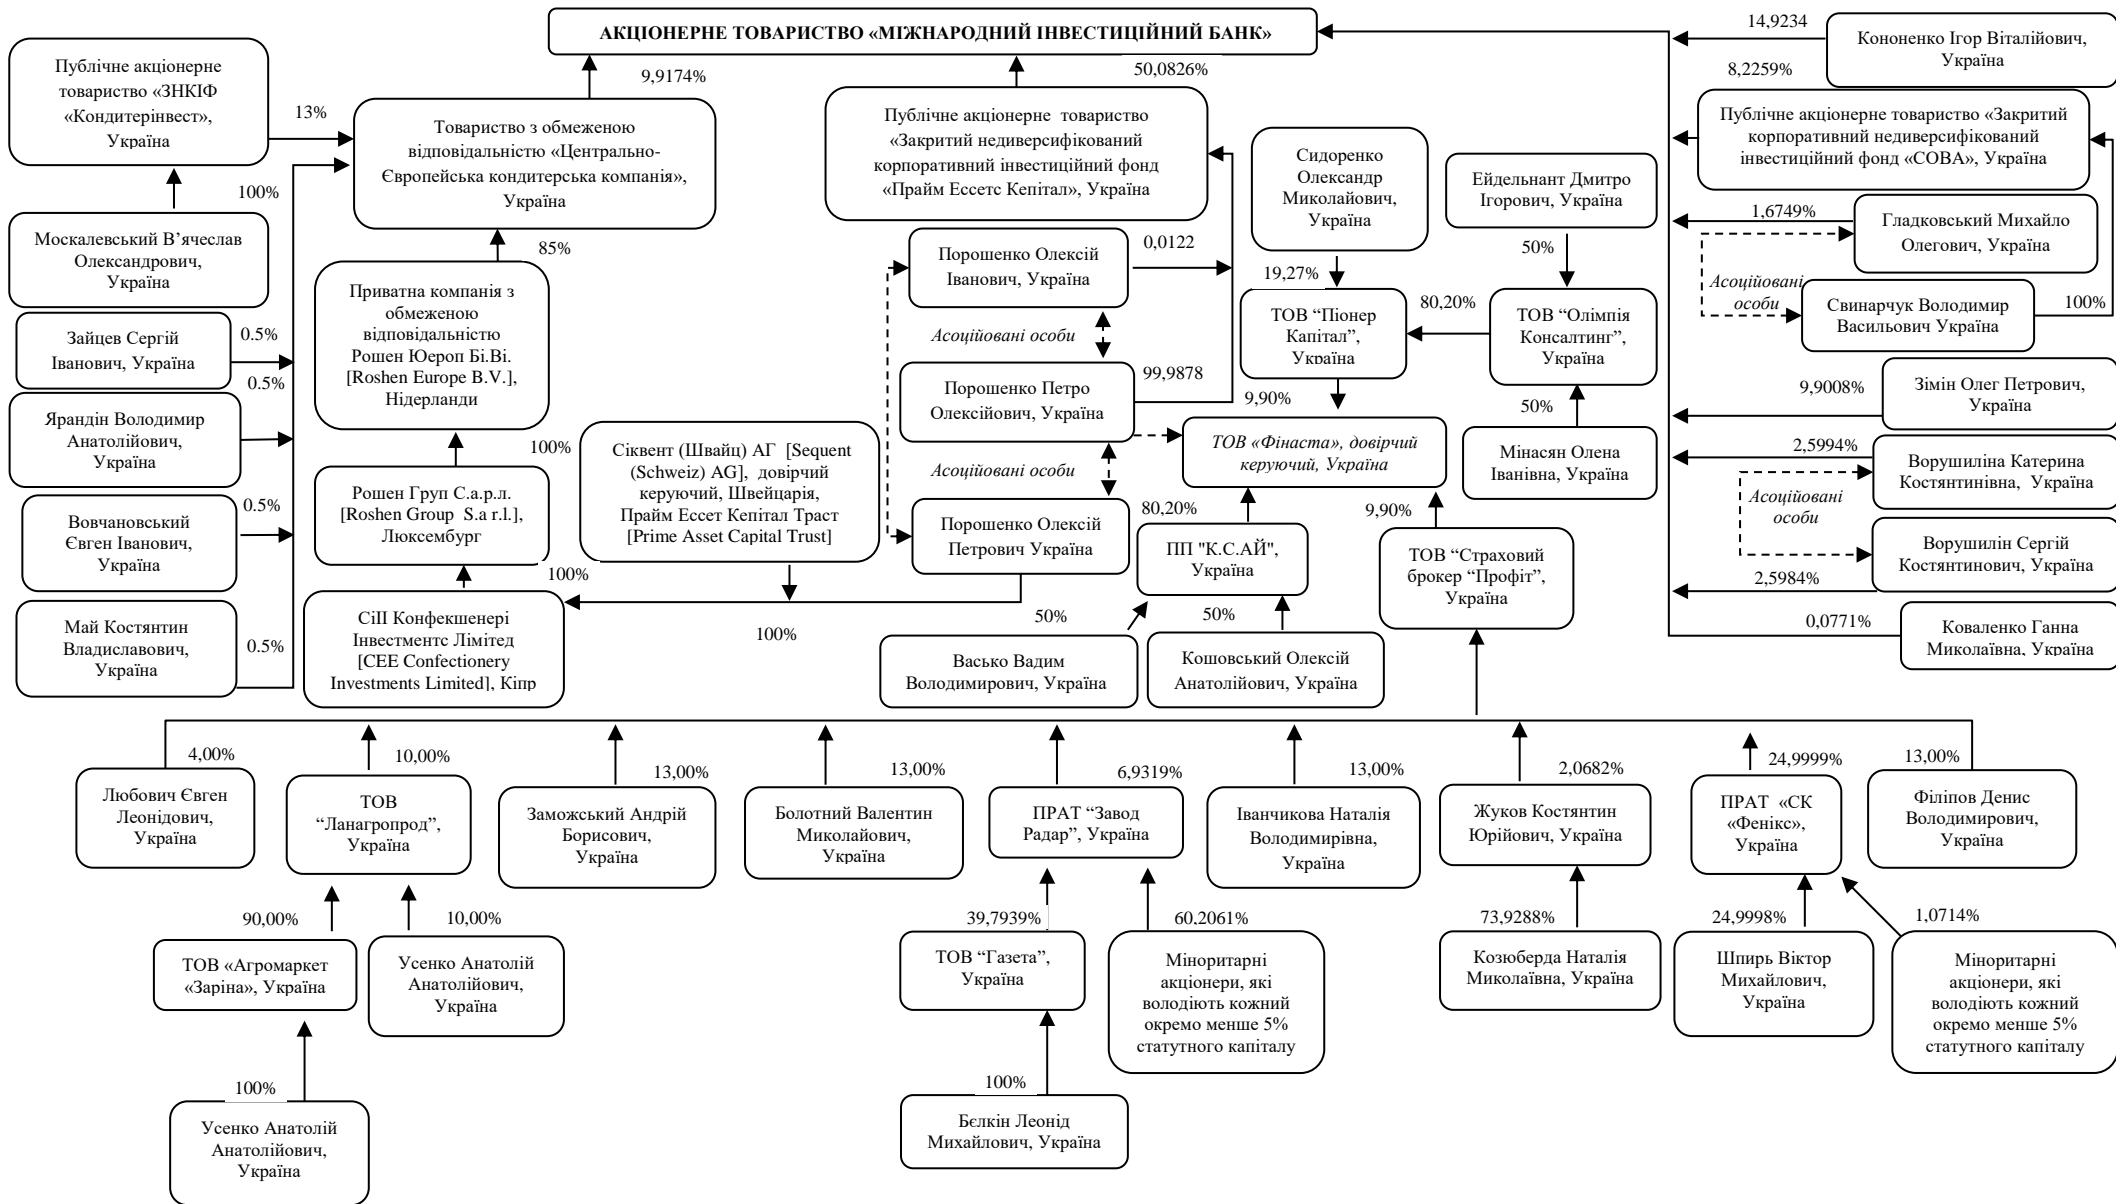 АКЦІОНЕРНЕ ТОВАРИСТВО «МІЖНАРОДНИЙ ІНВЕСТИЦІЙНИЙ БАНК»
14,9234
Кононенко Ігор Віталійович,
Україна
Публічне акціонерне
товариство «ЗНКІФ
«Кондитерінвест»,
Україна
9,9174%
50,0826%
8,2259%
13%
Товариство з обмеженою
відповідальністю «Центрально-
Європейська кондитерська компанія»,
Україна
Публічне акціонерне товариство
«Закритий недиверсифікований
корпоративний інвестиційний фонд
«Прайм Ессетс Кепітал», Україна
Сидоренко
Олександр
Миколайович,
Україна
Ейдельнант Дмитро
Ігорович, Україна
Публічне акціонерне товариство «Закритий
корпоративний недиверсифікований
інвестиційний фонд «СОВА», Україна
100%
Москалевський В’ячеслав
Олександрович,
Україна
85%
Порошенко Олексій
Іванович, Україна
0,0122
19,27%
50%
1,6749%
Гладковський Михайло
Олегович, Україна
Асоційовані
особи
Свинарчук Володимир
Васильович Україна
100%
Зайцев Сергій
Іванович, Україна
0.5%
Приватна компанія з
обмеженою
відповідальністю
Рошен Юероп Бі.Ві.
[Roshen Europe B.V.],
Нідерланди
Асоційовані особи
ТОВ “Піонер
Капітал”,
Україна
80,20%
ТОВ “Олімпія
Консалтинг”,
Україна
0.5%
Ярандін Володимир
Анатолійович,
Україна
Порошенко Петро
Олексійович, Україна
99,9878
9,90%
50%
9,9008%
Зімін Олег Петрович,
Україна
100%
Сіквент (Швайц) АГ [Sequent
(Schweiz) AG], довірчий
керуючий, Швейцарія,
Прайм Ессет Кепітал Траст
[Prime Asset Capital Trust]
Асоційовані особи
ТОВ «Фінаста», довірчий
керуючий, Україна
Мінасян Олена
Іванівна, Україна
2,5994%
Ворушиліна Катерина
Костянтинівна, Україна
Асоційовані
особи
0.5%
Вовчановський
Євген Іванович,
Україна
Рошен Груп С.а.р.л.
[Roshen Group S.a r.l.],
Люксембург
Порошенко Олексій
Петрович Україна
80,20%
9,90%
Ворушилін Сергій
Костянтинович, Україна
100%
ПП "К.С.АЙ",
Україна
ТОВ “Страховий
брокер “Профіт”,
Україна
2,5984%
Май Костянтин
Владиславович,
Україна
0.5%
СіІІ Конфекшенері
Інвестментс Лімітед
[CEE Confectionery
Investments Limited], Кіпр
100%
50%
50%
0,0771%
Коваленко Ганна
Миколаївна, Україна
Васько Вадим
Володимирович, Україна
Кошовський Олексій
Анатолійович, Україна
4,00%
10,00%
13,00%
13,00%
6,9319%
13,00%
2,0682%
24,9999%
13,00%
Любович Євген
Леонідович,
Україна
ТОВ
“Ланагропрод”,
Україна
Заможський Андрій
Борисович,
Україна
Болотний Валентин
Миколайович,
Україна
ПРАТ “Завод
Радар”, Україна
Іванчикова Наталія
Володимирівна,
Україна
Жуков Костянтин
Юрійович, Україна
ПРАТ «СК
«Фенікс»,
Україна
Філіпов Денис
Володимирович,
Україна
90,00%
10,00%
39,7939%
60,2061%
73,9288%
24,9998%
1,0714%
ТОВ «Агромаркет
«Заріна», Україна
Усенко Анатолій
Анатолійович,
Україна
ТОВ “Газета”,
Україна
Міноритарні
акціонери, які
володіють кожний
окремо менше 5%
статутного капіталу
Козюберда Наталія
Миколаївна, Україна
Шпирь Віктор
Михайлович,
Україна
Міноритарні
акціонери, які
володіють кожний
окремо менше 5%
статутного капіталу
100%
100%
Усенко Анатолій
Анатолійович,
Україна
Бєлкін Леонід
Михайлович, Україна